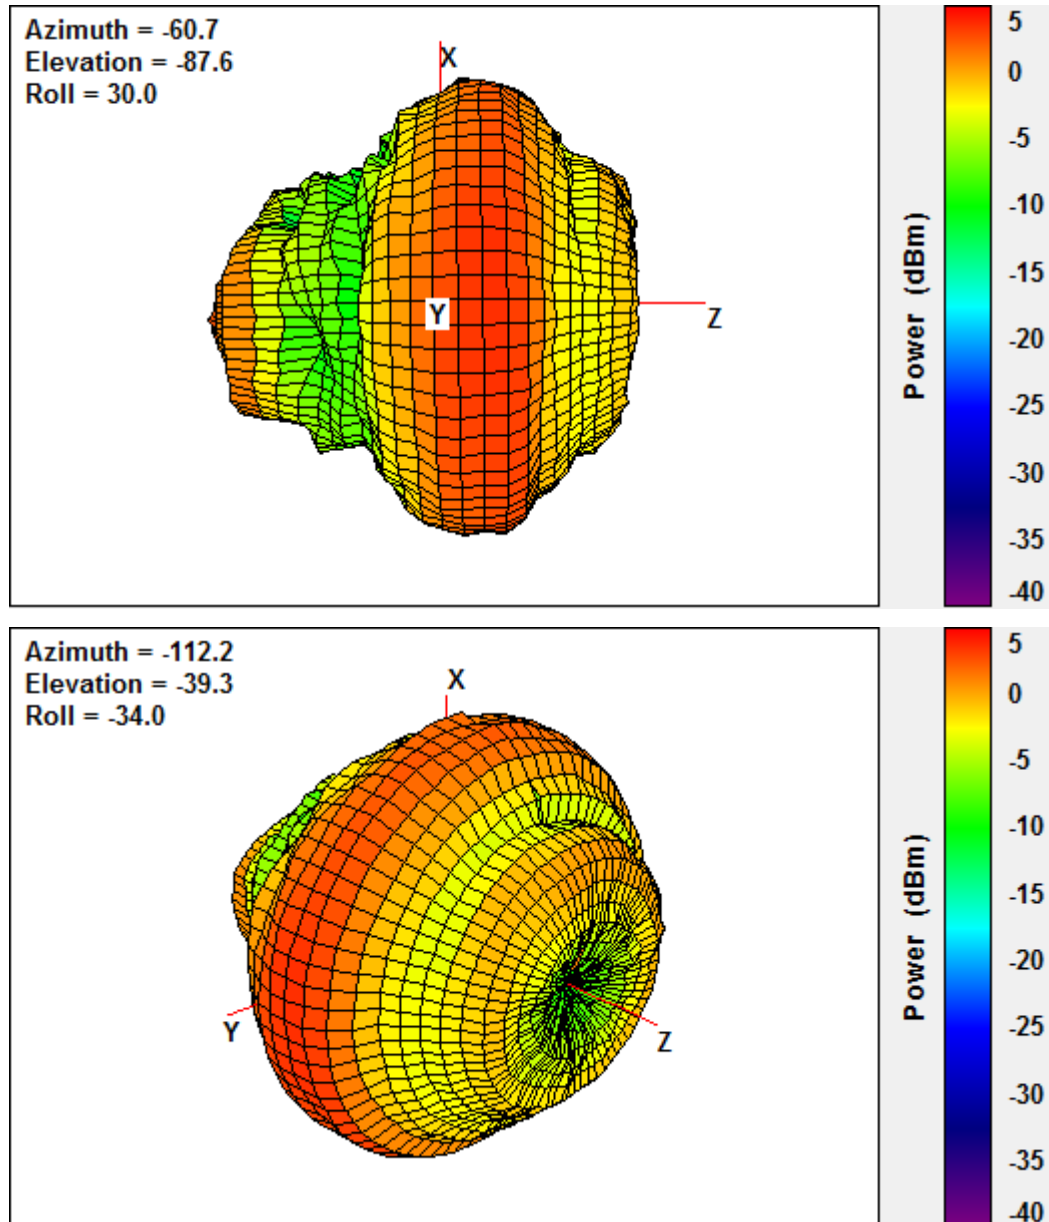 Azimuth = -60.7
Elevation = -87.6
Roll = 30.0
X
Y
Z
5
0
-5
-10
-15
-20
-25
-30
-35
-40
Power (dBm)
Azimuth = -112.2
Elevation = -39.3
Roll = -34.0
X
Y
Z
5
0
-5
-10
-15
-20
-25
-30
-35
-40
Power (dBm)